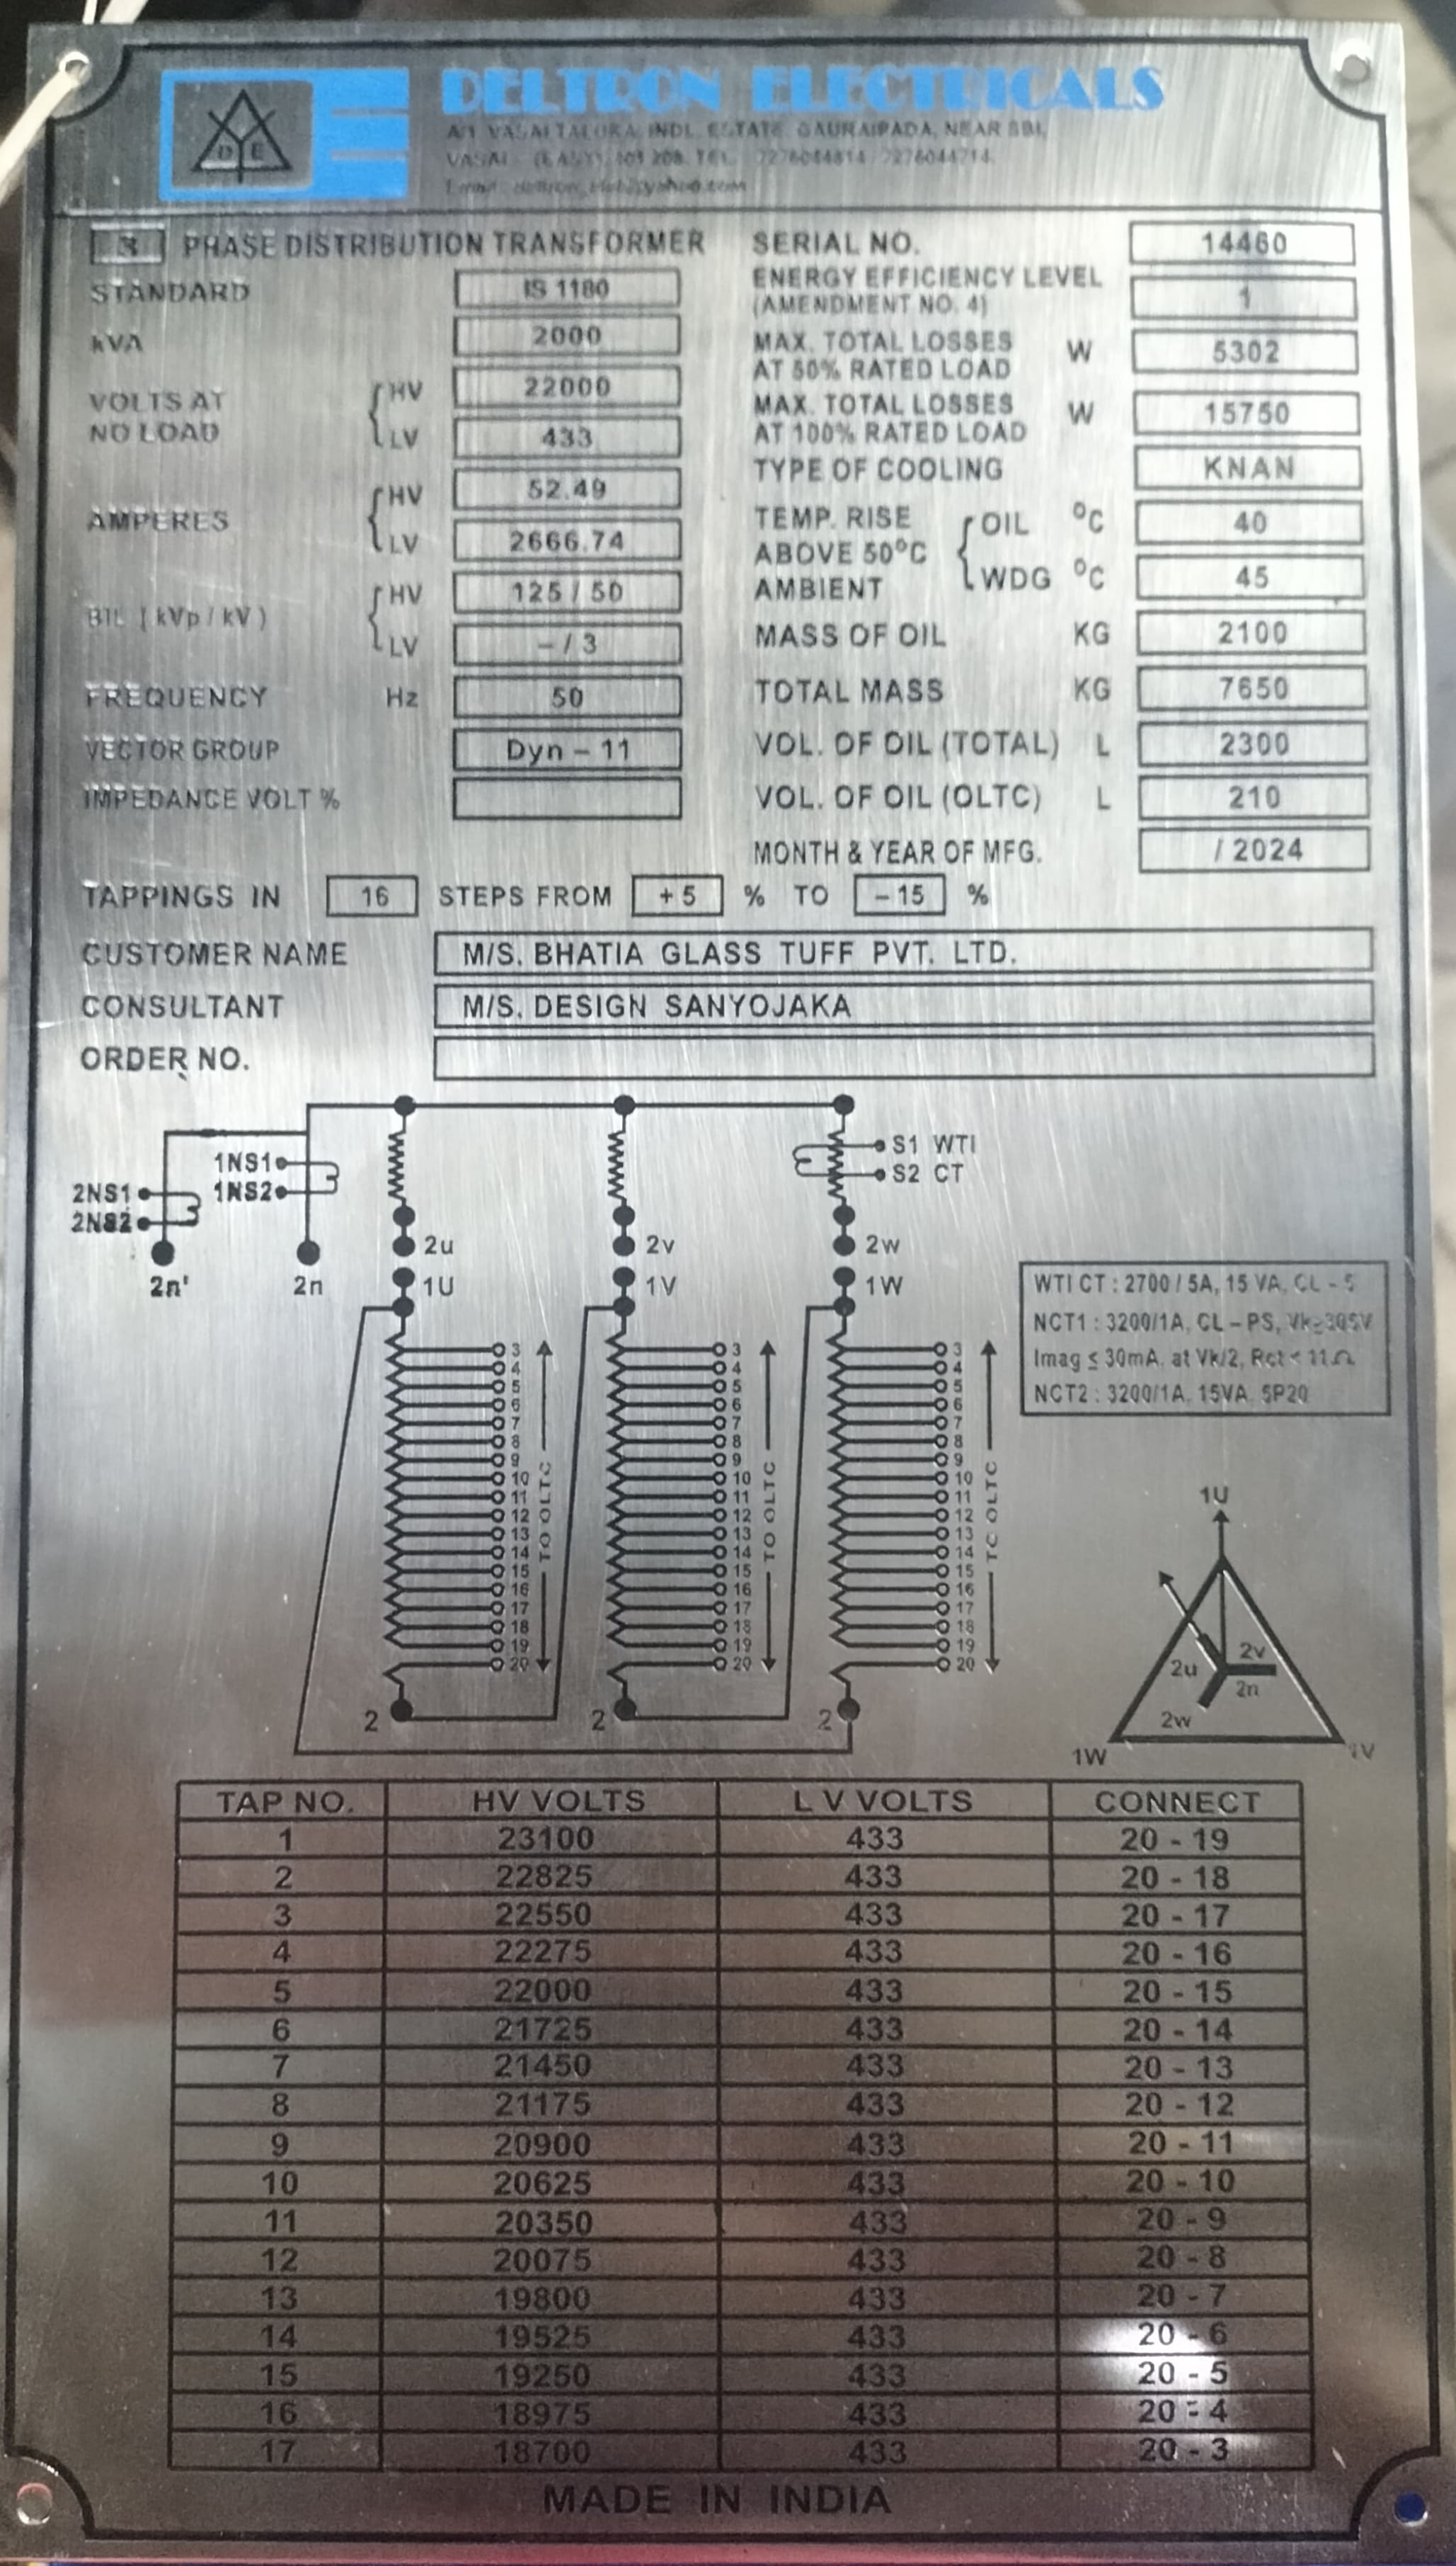 D E
DELTRON ELECTRICALS
VASAI TALUKA INDL. ESTATE, GAURAIPADA, NEAR
VASAI (EAST) 401 208. TEL.
3 PHASE DISTRIBUTION TRANSFORMER
STANDARD IS 1180
kVA 2000
VOLTS AT NO LOAD HV 22000
LV 433
AMPERES HV 52.49
LV 2666.74
BIL (kVp / kV) HV 125 / 50
LV – / 3
FREQUENCY Hz 50
VECTOR GROUP Dyn – 11
IMPEDANCE VOLT %
SERIAL NO. 14460
ENERGY EFFICIENCY LEVEL
(AMENDMENT NO. 4) 1
MAX. TOTAL LOSSES
AT 50% RATED LOAD W 5302
MAX. TOTAL LOSSES
AT 100% RATED LOAD W 15750
TYPE OF COOLING KNAN
TEMP. RISE OIL °C 40
ABOVE 50°C
AMBIENT WDG °C 45
MASS OF OIL KG 2100
TOTAL MASS KG 7650
VOL. OF OIL (TOTAL) L 2300
VOL. OF OIL (OLTC) L 210
MONTH & YEAR OF MFG. / 2024
TAPPINGS IN 16 STEPS FROM + 5 % TO – 15 %
CUSTOMER NAME M/S. BHATIA GLASS TUFF PVT. LTD.
CONSULTANT M/S. DESIGN SANYOJAKA
ORDER NO.
1NS1
1NS2
2NS1
2NS2
2n'
2n
S1 WTI
S2 CT
2u 2v 2w
1U 1V 1W
3 3 3
4 4 4
5 5 5
6 6 6
7 7 7
8 8 8
9 9 9
10 10 10
11 11 11
12 12 12
13 13 13
14 14 14
15 15 15
16 16 16
17 17 17
18 18 18
19 19 19
20 20 20
TO OLTC TO OLTC TO OLTC
2 2 2
WTI CT : 2700 / 5A, 15 VA, CL – 5
NCT1 : 3200/1A, CL – PS, Vk≥305V
Imag ≤ 30mA. at Vk/2, Rct < 11Ω
NCT2 : 3200/1A, 15VA, 5P20
1U
2v
2u
2n
2w
1W 1V
TAP NO. HV VOLTS L V VOLTS CONNECT
1 23100 433 20 - 19
2 22825 433 20 - 18
3 22550 433 20 - 17
4 22275 433 20 - 16
5 22000 433 20 - 15
6 21725 433 20 - 14
7 21450 433 20 - 13
8 21175 433 20 - 12
9 20900 433 20 - 11
10 20625 433 20 - 10
11 20350 433 20 - 9
12 20075 433 20 - 8
13 19800 433 20 - 7
14 19525 433 20 - 6
15 19250 433 20 - 5
16 18975 433 20 - 4
17 18700 433 20 - 3
MADE IN INDIA